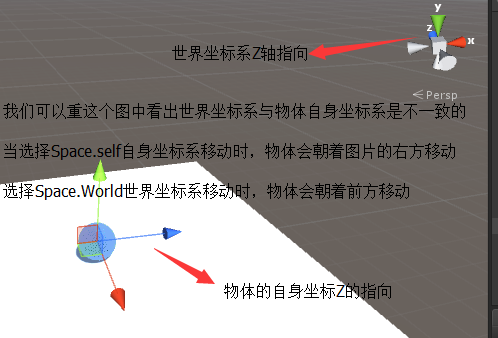 y
z
x
世界坐标系Z轴指向
Persp
我们可以重这个图中看出世界坐标系与物体自身坐标系是不一致的
当选择Space.self自身坐标系移动时，物体会朝着图片的右方移动
选择Space.World世界坐标系移动时，物体会朝着前方移动
物体的自身坐标Z的指向